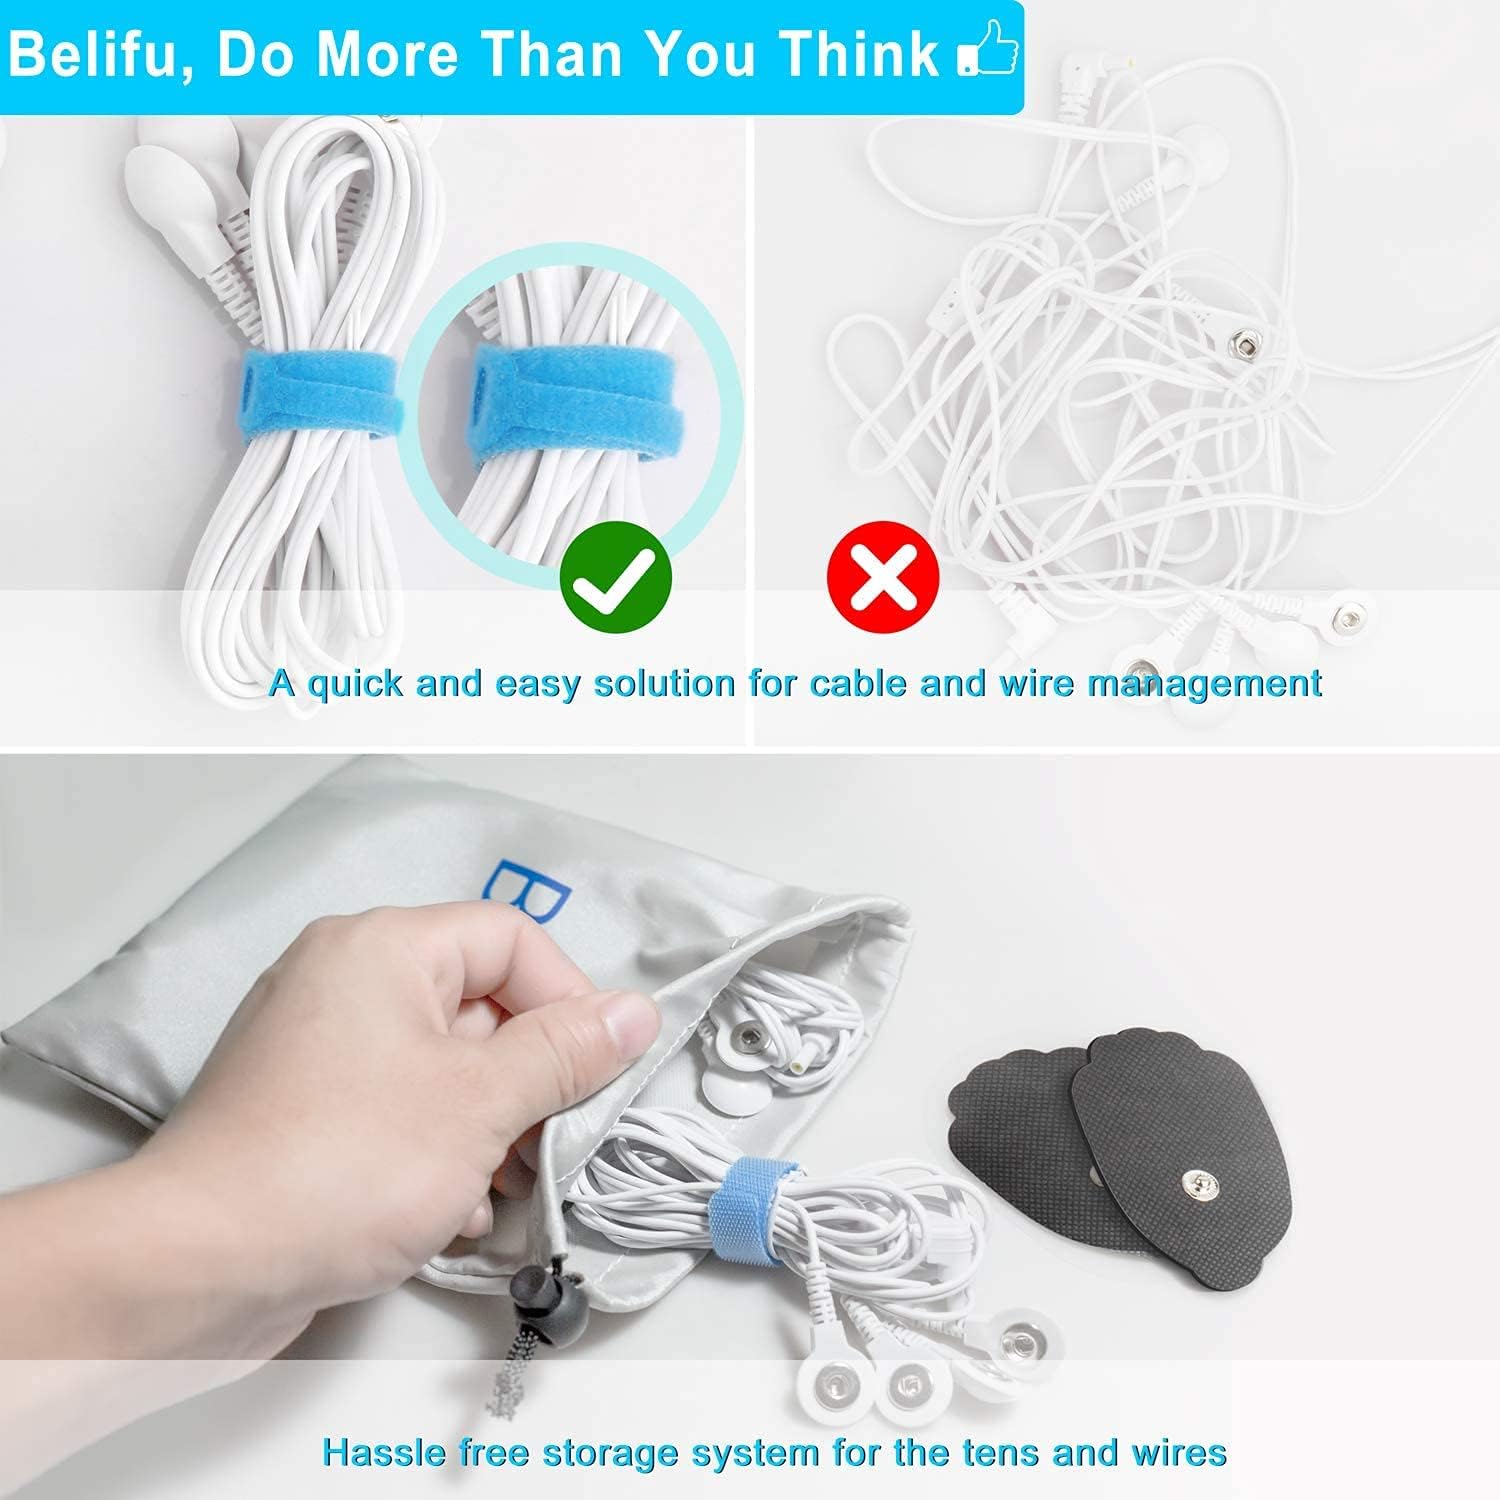 Belifu, Do More Than You Think
A quick and easy solution for cable and wire management
B
Hassle free storage system for the tens and wires